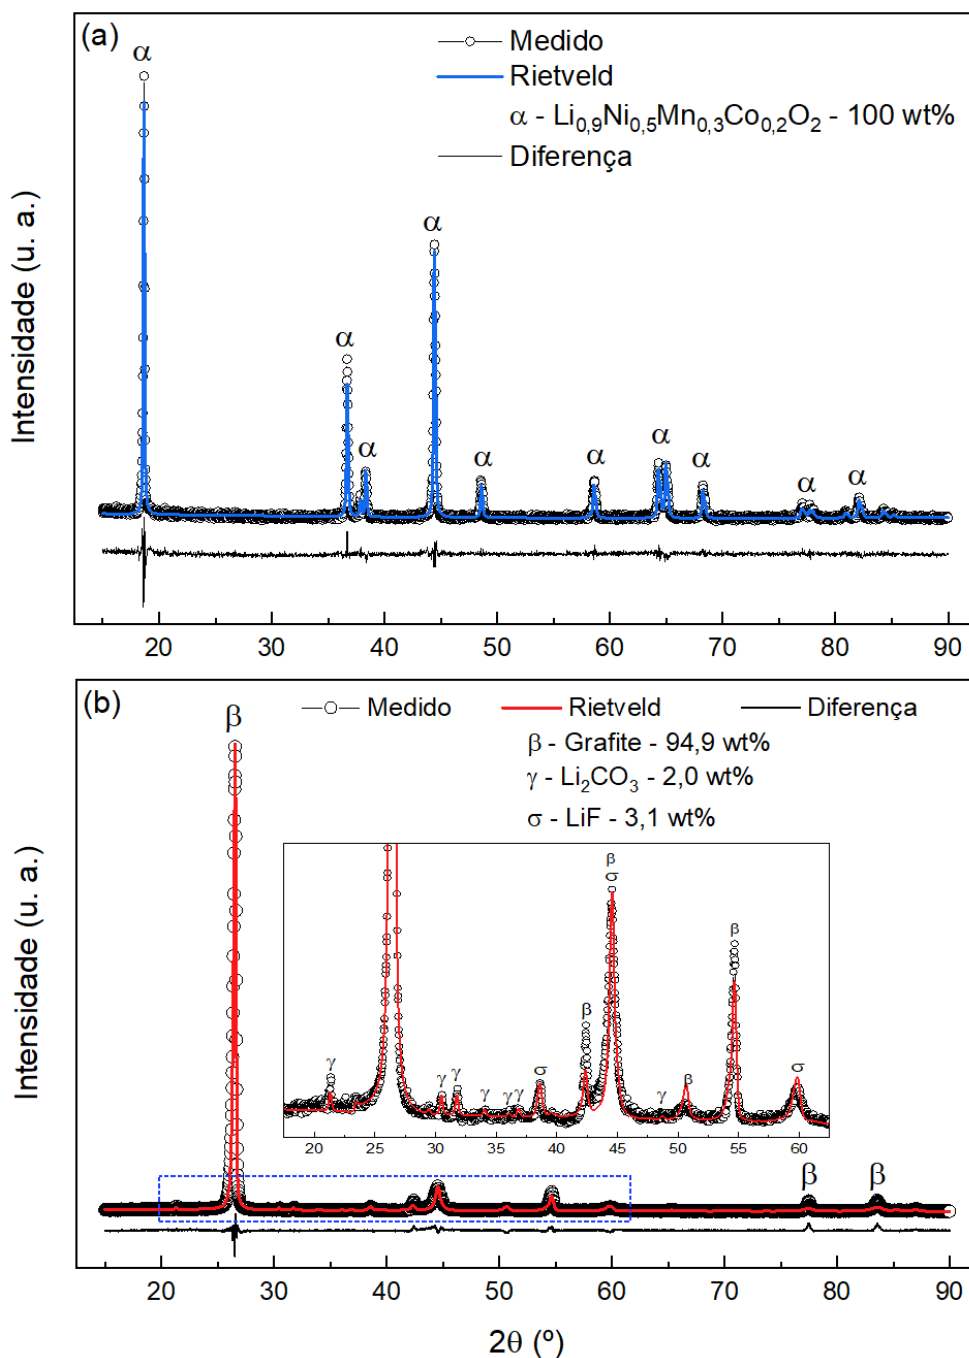 (a)
Medido
Rietveld
α - Li₀,₉Ni₀,₅Mn₀,₃Co₀,₂O₂ - 100 wt%
Diferença
α
α
α
α
α
α
α
α
α
α
Intensidade (u. a.)
20 30 40 50 60 70 80 90
(b)
Medido Rietveld Diferença
β - Grafite - 94,9 wt%
γ - Li₂CO₃ - 2,0 wt%
σ - LiF - 3,1 wt%
β
β
σ
β
β
γ γ γ γ γ γ σ γ β σ
20 25 30 35 40 45 50 55 60
β β
Intensidade (u. a.)
20 30 40 50 60 70 80 90
2θ (º)